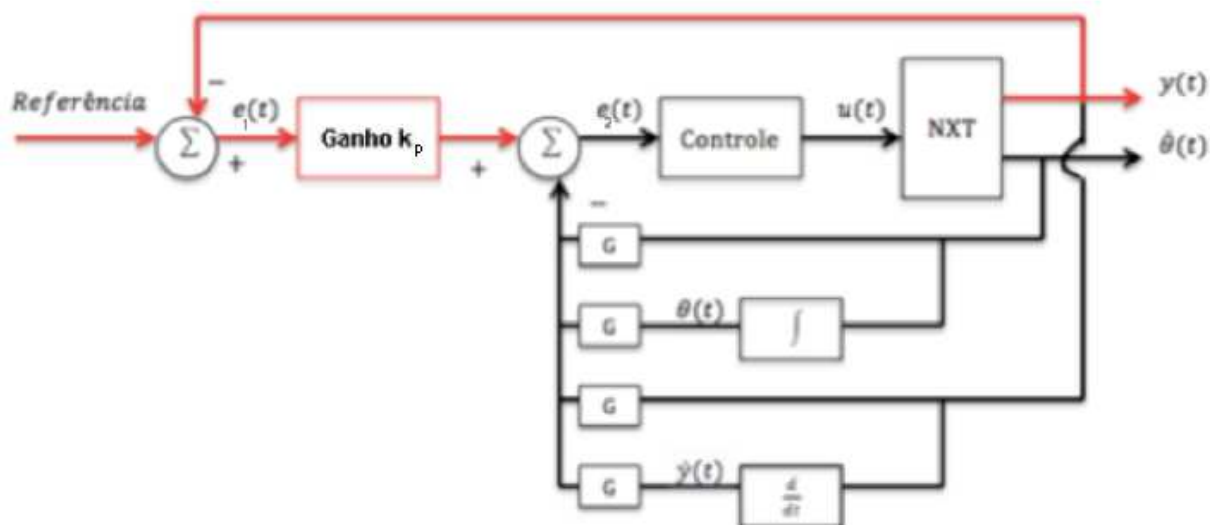 Referência
−
Σ
+
e₁(t)
Ganho kₚ
+
Σ
−
e₂(t)
Controle
u(t)
NXT
y(t)
θ̇(t)
G
G
θ(t)
∫
G
G
ẏ(t)
d/dt